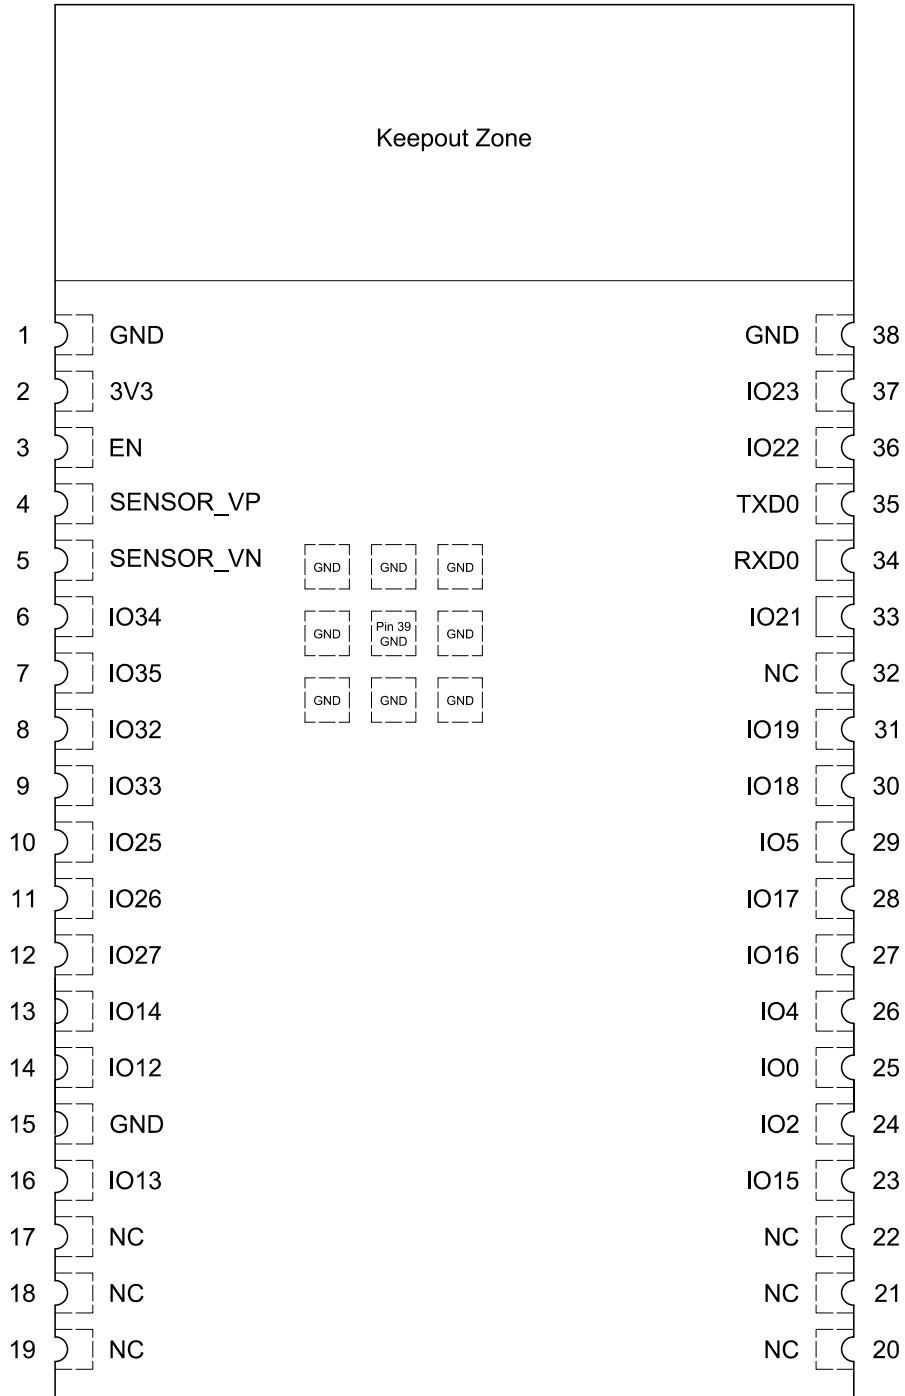 Keepout Zone
1 GND GND 38
2 3V3 IO23 37
3 EN IO22 36
4 SENSOR_VP TXD0 35
5 SENSOR_VN GND GND GND RXD0 34
6 IO34 GND Pin 39 GND GND IO21 33
7 IO35 GND GND GND NC 32
8 IO32 IO19 31
9 IO33 IO18 30
10 IO25 IO5 29
11 IO26 IO17 28
12 IO27 IO16 27
13 IO14 IO4 26
14 IO12 IO0 25
15 GND IO2 24
16 IO13 IO15 23
17 NC NC 22
18 NC NC 21
19 NC NC 20